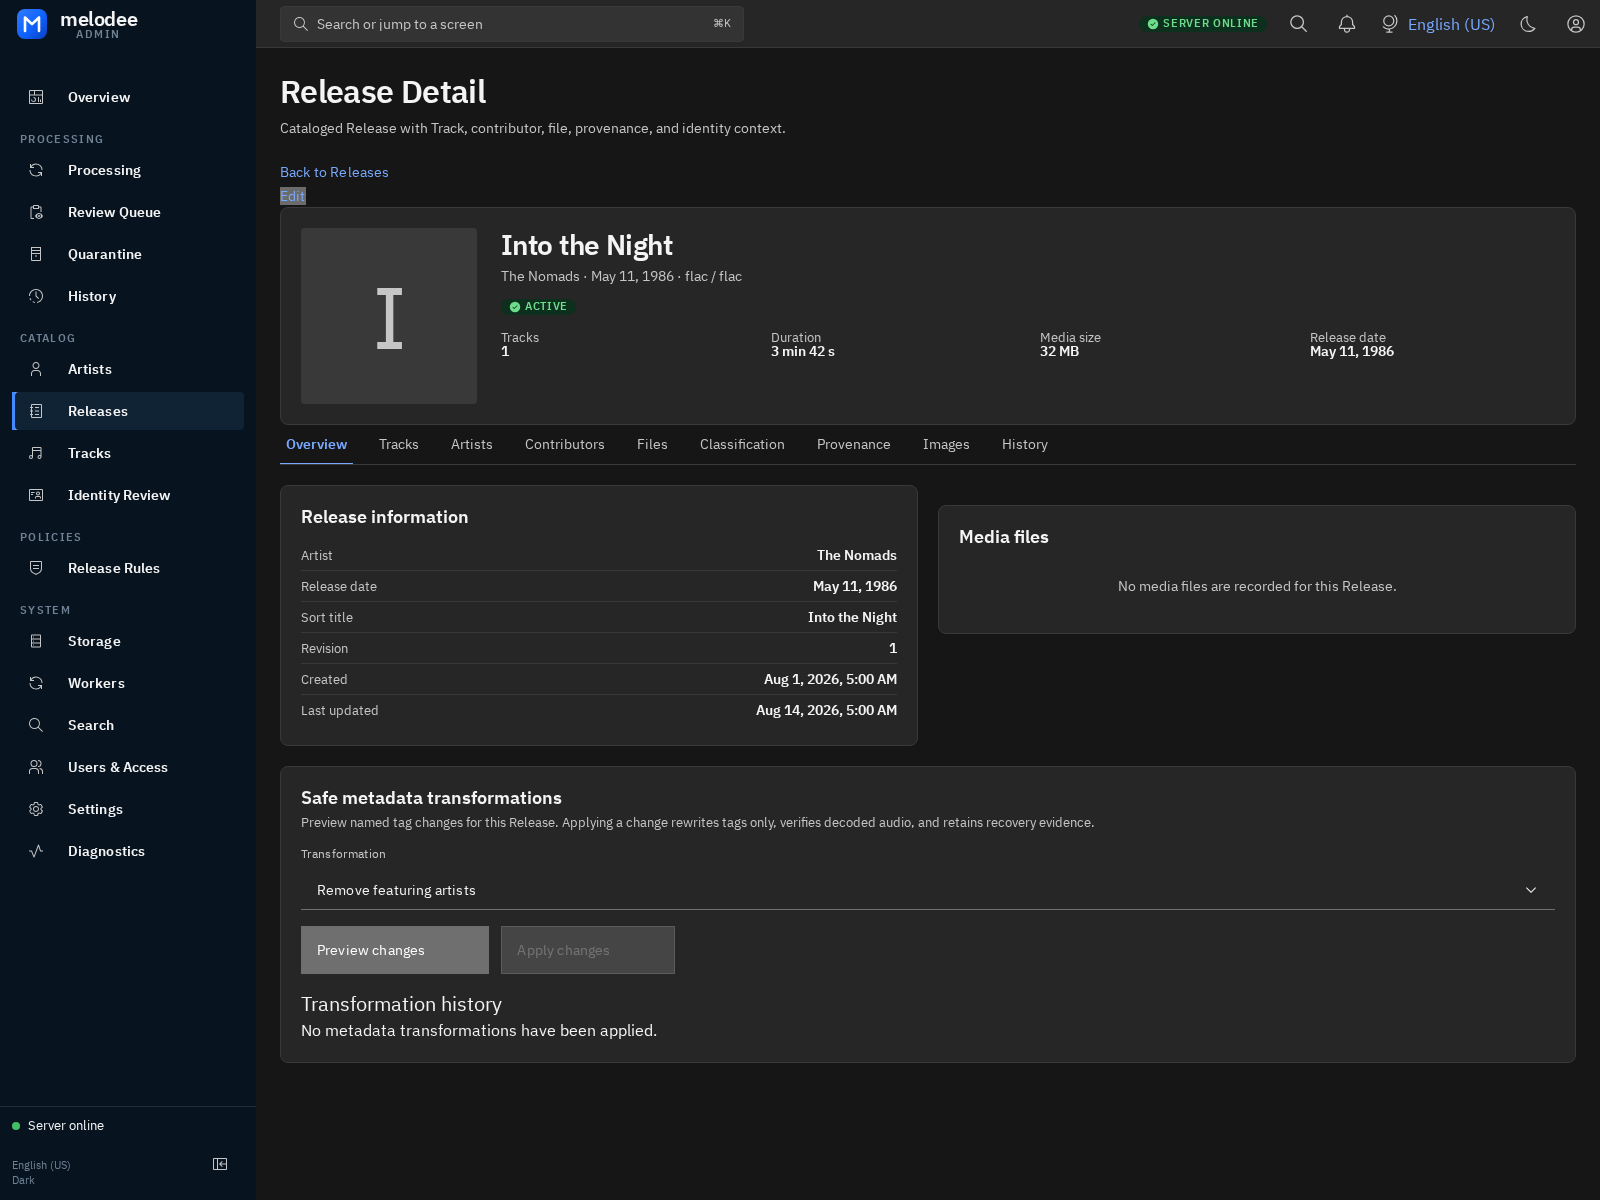 melodee
ADMIN
Search or jump to a screen
⌘K
SERVER ONLINE
English (US)
Overview
PROCESSING
Processing
Review Queue
Quarantine
History
CATALOG
Artists
Releases
Tracks
Identity Review
POLICIES
Release Rules
SYSTEM
Storage
Workers
Search
Users & Access
Settings
Diagnostics
Server online
English (US)
Dark
Release Detail
Cataloged Release with Track, contributor, file, provenance, and identity context.
Back to Releases
Edit
I
Into the Night
The Nomads · May 11, 1986 · flac / flac
ACTIVE
Tracks
1
Duration
3 min 42 s
Media size
32 MB
Release date
May 11, 1986
Overview Tracks Artists Contributors Files Classification Provenance Images History
Release information
Artist The Nomads
Release date May 11, 1986
Sort title Into the Night
Revision 1
Created Aug 1, 2026, 5:00 AM
Last updated Aug 14, 2026, 5:00 AM
Media files
No media files are recorded for this Release.
Safe metadata transformations
Preview named tag changes for this Release. Applying a change rewrites tags only, verifies decoded audio, and retains recovery evidence.
Transformation
Remove featuring artists
Preview changes
Apply changes
Transformation history
No metadata transformations have been applied.